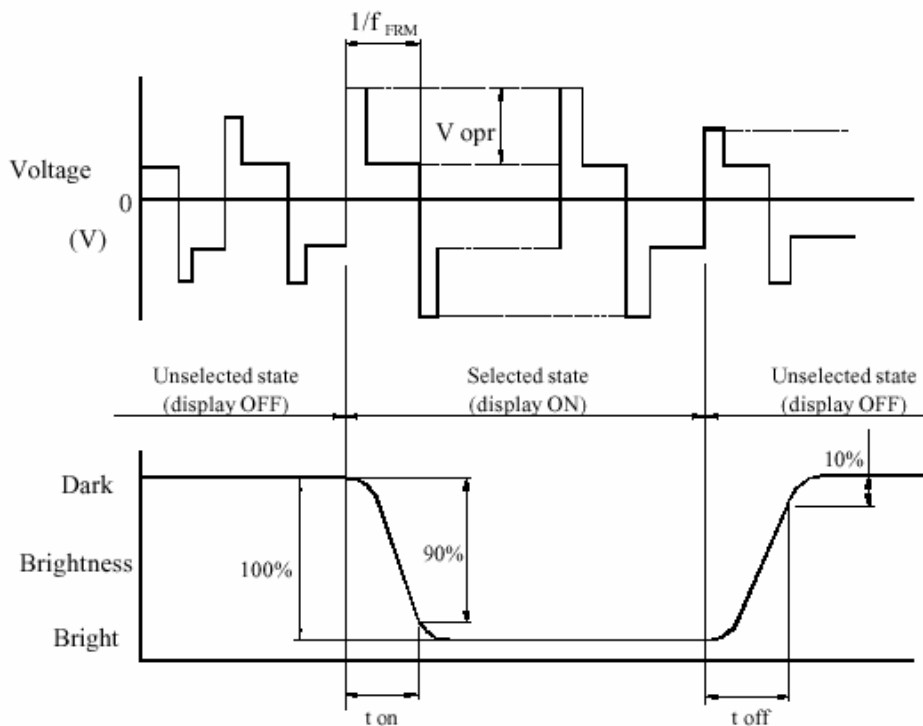 1/f FRM
V opr
Voltage
0
(V)
Unselected state
(display OFF)
Selected state
(display ON)
Unselected state
(display OFF)
10%
Dark
90%
Brightness
100%
Bright
t on
t off